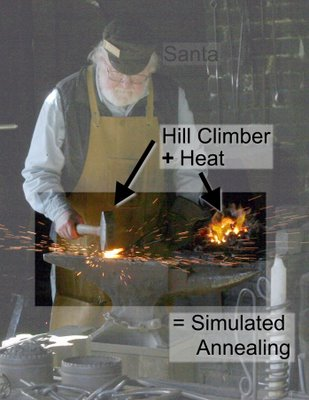 Santa
Hill Climber
+ Heat
= Simulated
Annealing